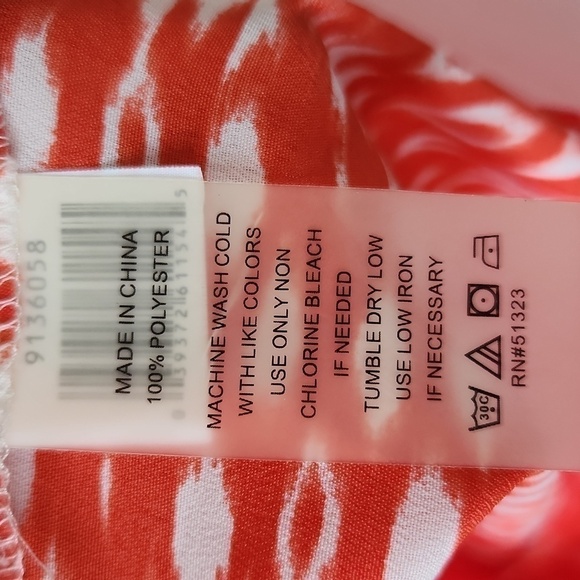 MADE IN CHINA
100% POLYESTER
MACHINE WASH COLD
WITH LIKE COLORS
USE ONLY NON
CHLORINE BLEACH
IF NEEDED
TUMBLE DRY LOW
USE LOW IRON
IF NECESSARY
30C
RN#51323
9136058